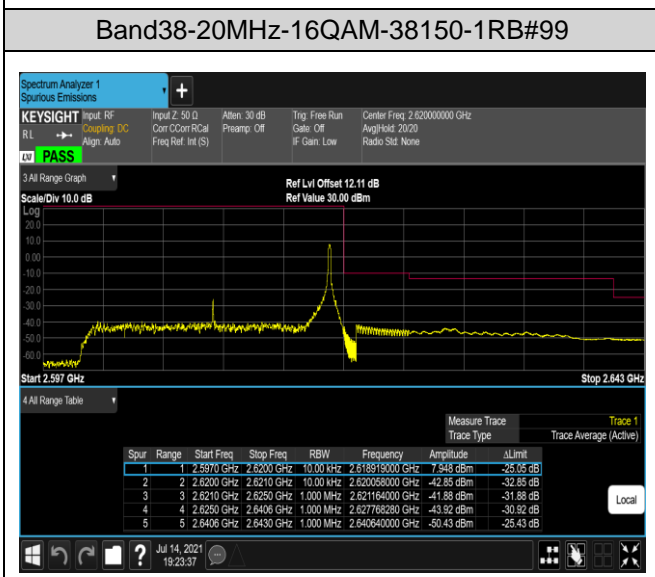 Band38-20MHz-16QAM-38150-1RB#99
Spectrum Analyzer 1
Spurious Emissions
+
KEYSIGHT Input: RF Input Z: 50 Ω Atten: 30 dB Trig: Free Run Center Freq: 2.620000000 GHz
RL Coupling: DC Corr CCorr RCal Preamp: Off Gate: Off Avg|Hold: 20/20
Align: Auto Freq Ref: Int (S) IF Gain: Low Radio Std: None
LXI PASS
3 All Range Graph
Ref Lvl Offset 12.11 dB
Scale/Div 10.0 dB Ref Value 30.00 dBm
Log
20.0
10.0
0.00
-10.0
-20.0
-30.0
-40.0
-50.0
-60.0
Start 2.597 GHz Stop 2.643 GHz
4 All Range Table
Measure Trace Trace 1
Trace Type Trace Average (Active)
Spur Range Start Freq Stop Freq RBW Frequency Amplitude ΔLimit
1 1 2.5970 GHz 2.6200 GHz 10.00 kHz 2.618919000 GHz 7.948 dBm -25.05 dB
2 2 2.6200 GHz 2.6210 GHz 10.00 kHz 2.620058000 GHz -42.85 dBm -32.85 dB
3 3 2.6210 GHz 2.6250 GHz 1.000 MHz 2.621164000 GHz -41.88 dBm -31.88 dB
4 4 2.6250 GHz 2.6406 GHz 1.000 MHz 2.627768280 GHz -43.92 dBm -30.92 dB
5 5 2.6406 GHz 2.6430 GHz 1.000 MHz 2.640640000 GHz -50.43 dBm -25.43 dB
Local
? Jul 14, 2021
19:23:37